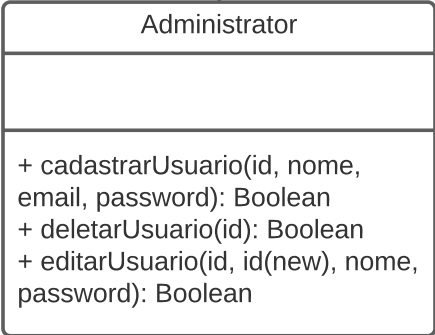 Administrator
+ cadastrarUsuario(id, nome,
email, password): Boolean
+ deletarUsuario(id): Boolean
+ editarUsuario(id, id(new), nome,
password): Boolean